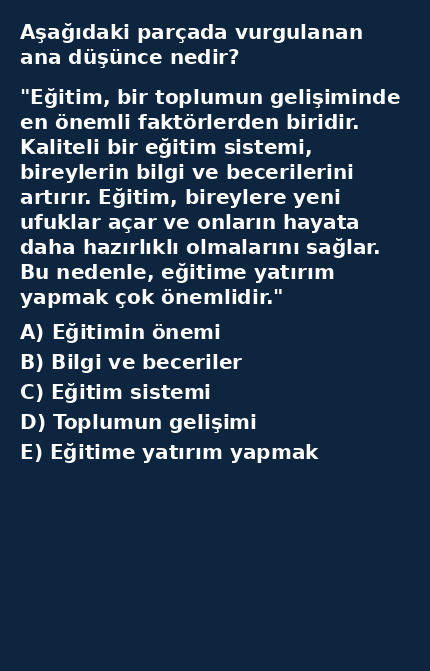 Aşağıdaki parçada vurgulanan
ana düşünce nedir?
"Eğitim, bir toplumun gelişiminde
en önemli faktörlerden biridir.
Kaliteli bir eğitim sistemi,
bireylerin bilgi ve becerilerini
artırır. Eğitim, bireylere yeni
ufuklar açar ve onların hayata
daha hazırlıklı olmalarını sağlar.
Bu nedenle, eğitime yatırım
yapmak çok önemlidir."
A) Eğitimin önemi
B) Bilgi ve beceriler
C) Eğitim sistemi
D) Toplumun gelişimi
E) Eğitime yatırım yapmak